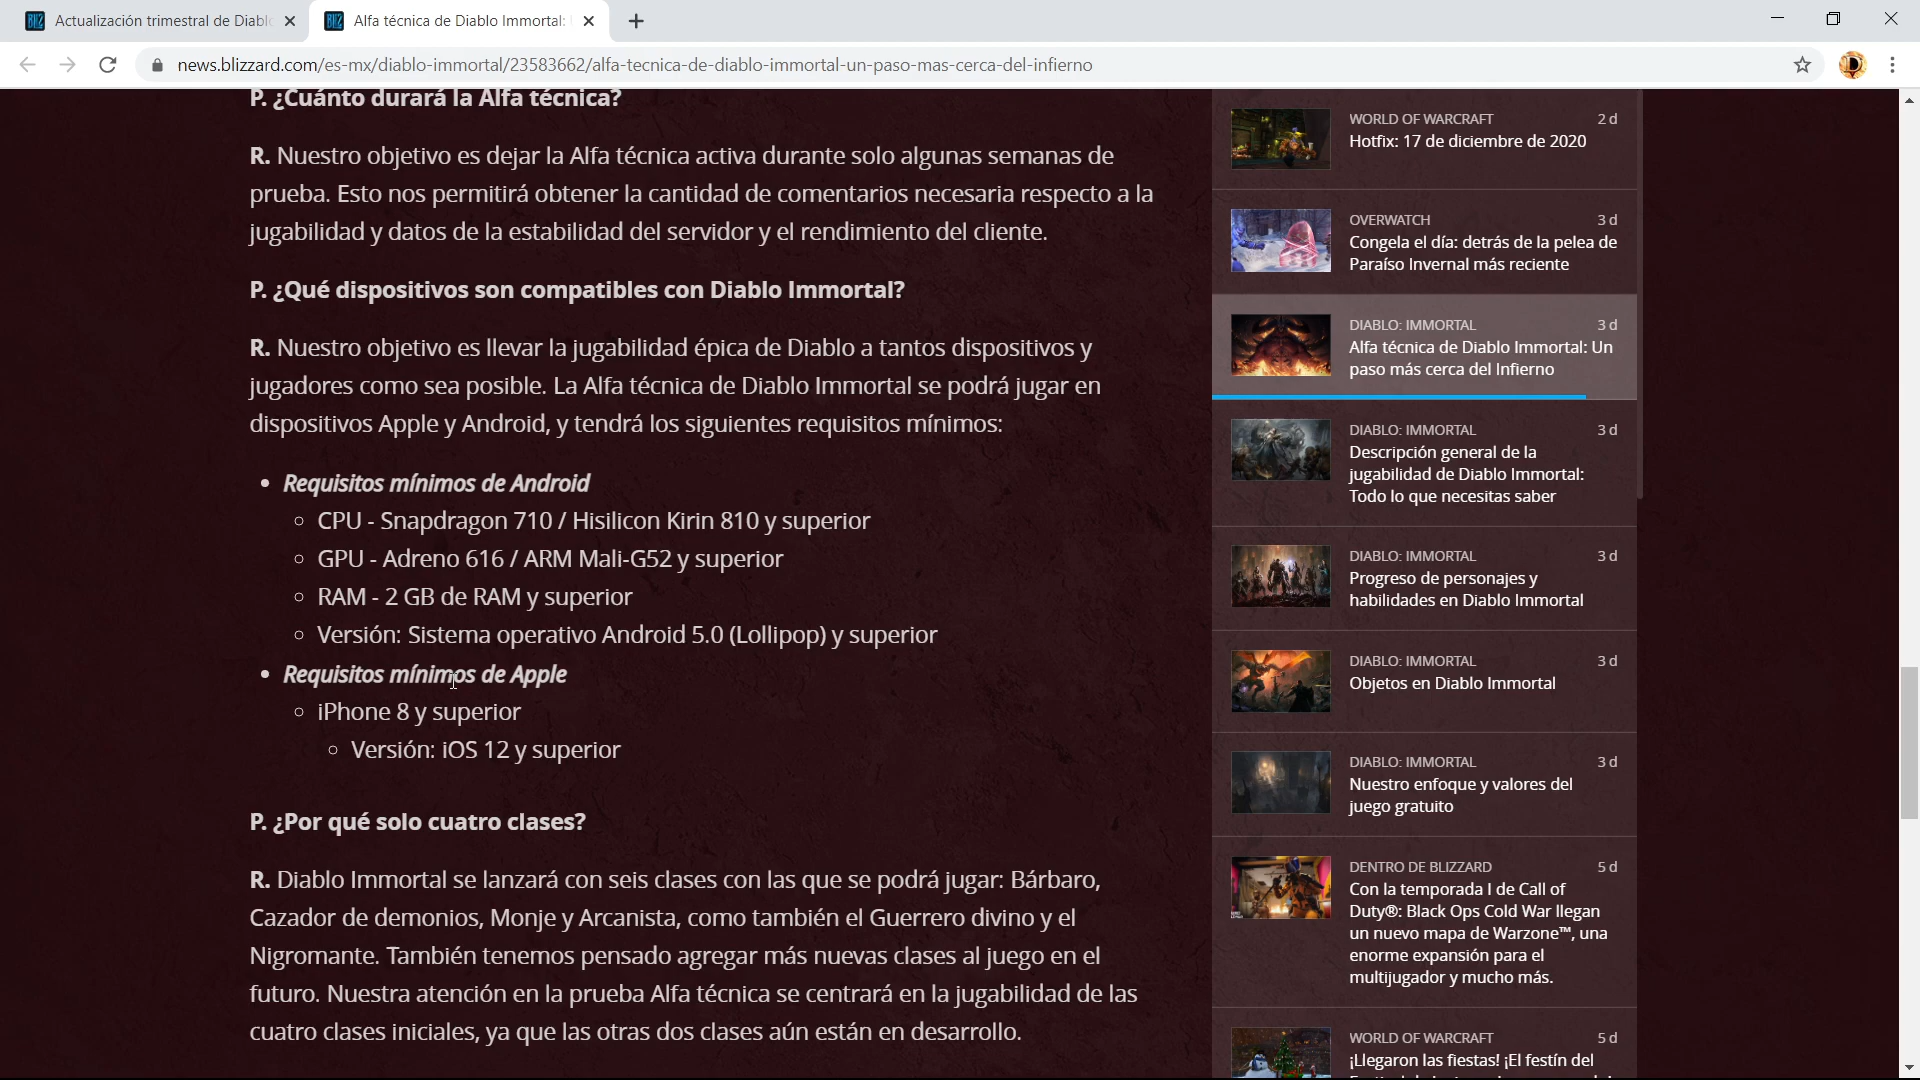 Actualización trimestral de Diabl
Alfa técnica de Diablo Immortal:
news.blizzard.com/es-mx/diablo-immortal/23583662/alfa-tecnica-de-diablo-immortal-un-paso-mas-cerca-del-infierno
P. ¿Cuánto durará la Alfa técnica?
R. Nuestro objetivo es dejar la Alfa técnica activa durante solo algunas semanas de
prueba. Esto nos permitirá obtener la cantidad de comentarios necesaria respecto a la
jugabilidad y datos de la estabilidad del servidor y el rendimiento del cliente.
P. ¿Qué dispositivos son compatibles con Diablo Immortal?
R. Nuestro objetivo es llevar la jugabilidad épica de Diablo a tantos dispositivos y
jugadores como sea posible. La Alfa técnica de Diablo Immortal se podrá jugar en
dispositivos Apple y Android, y tendrá los siguientes requisitos mínimos:
• Requisitos mínimos de Android
○ CPU - Snapdragon 710 / Hisilicon Kirin 810 y superior
○ GPU - Adreno 616 / ARM Mali-G52 y superior
○ RAM - 2 GB de RAM y superior
○ Versión: Sistema operativo Android 5.0 (Lollipop) y superior
• Requisitos mínimos de Apple
○ iPhone 8 y superior
○ Versión: iOS 12 y superior
P. ¿Por qué solo cuatro clases?
R. Diablo Immortal se lanzará con seis clases con las que se podrá jugar: Bárbaro,
Cazador de demonios, Monje y Arcanista, como también el Guerrero divino y el
Nigromante. También tenemos pensado agregar más nuevas clases al juego en el
futuro. Nuestra atención en la prueba Alfa técnica se centrará en la jugabilidad de las
cuatro clases iniciales, ya que las otras dos clases aún están en desarrollo.
WORLD OF WARCRAFT 2 d
Hotfix: 17 de diciembre de 2020
OVERWATCH 3 d
Congela el día: detrás de la pelea de
Paraíso Invernal más reciente
DIABLO: IMMORTAL 3 d
Alfa técnica de Diablo Immortal: Un
paso más cerca del Infierno
DIABLO: IMMORTAL 3 d
Descripción general de la
jugabilidad de Diablo Immortal:
Todo lo que necesitas saber
DIABLO: IMMORTAL 3 d
Progreso de personajes y
habilidades en Diablo Immortal
DIABLO: IMMORTAL 3 d
Objetos en Diablo Immortal
DIABLO: IMMORTAL 3 d
Nuestro enfoque y valores del
juego gratuito
DENTRO DE BLIZZARD 5 d
Con la temporada I de Call of
Duty®: Black Ops Cold War llegan
un nuevo mapa de Warzone™, una
enorme expansión para el
multijugador y mucho más.
WORLD OF WARCRAFT 5 d
¡Llegaron las fiestas! ¡El festín del